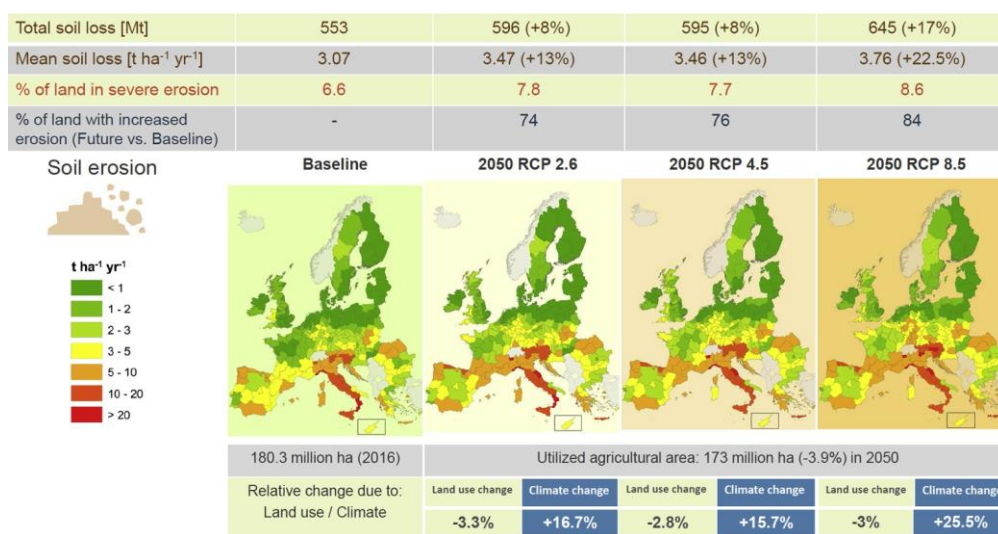 Total soil loss [Mt] 553 596 (+8%) 595 (+8%) 645 (+17%)
Mean soil loss [t ha⁻¹ yr⁻¹] 3.07 3.47 (+13%) 3.46 (+13%) 3.76 (+22.5%)
% of land in severe erosion 6.6 7.8 7.7 8.6
% of land with increased
erosion (Future vs. Baseline) - 74 76 84
Soil erosion
Baseline 2050 RCP 2.6 2050 RCP 4.5 2050 RCP 8.5
t ha⁻¹ yr⁻¹
< 1
1 - 2
2 - 3
3 - 5
5 - 10
10 - 20
> 20
180.3 million ha (2016) Utilized agricultural area: 173 million ha (-3.9%) in 2050
Relative change due to:
Land use / Climate
Land use change Climate change Land use change Climate change Land use change Climate change
-3.3% +16.7% -2.8% +15.7% -3% +25.5%